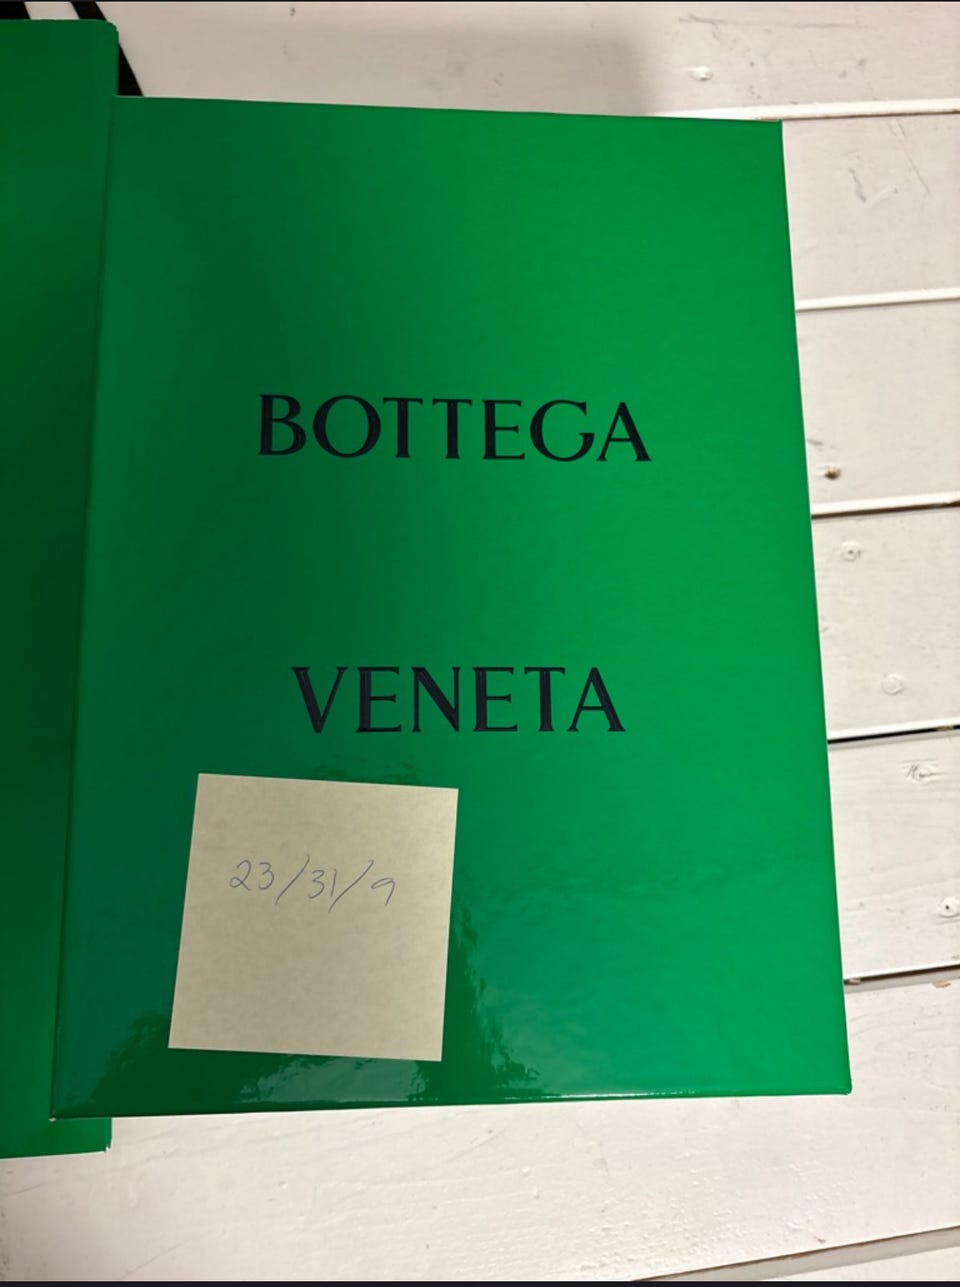 BOTTEGA
VENETA
23/31/9